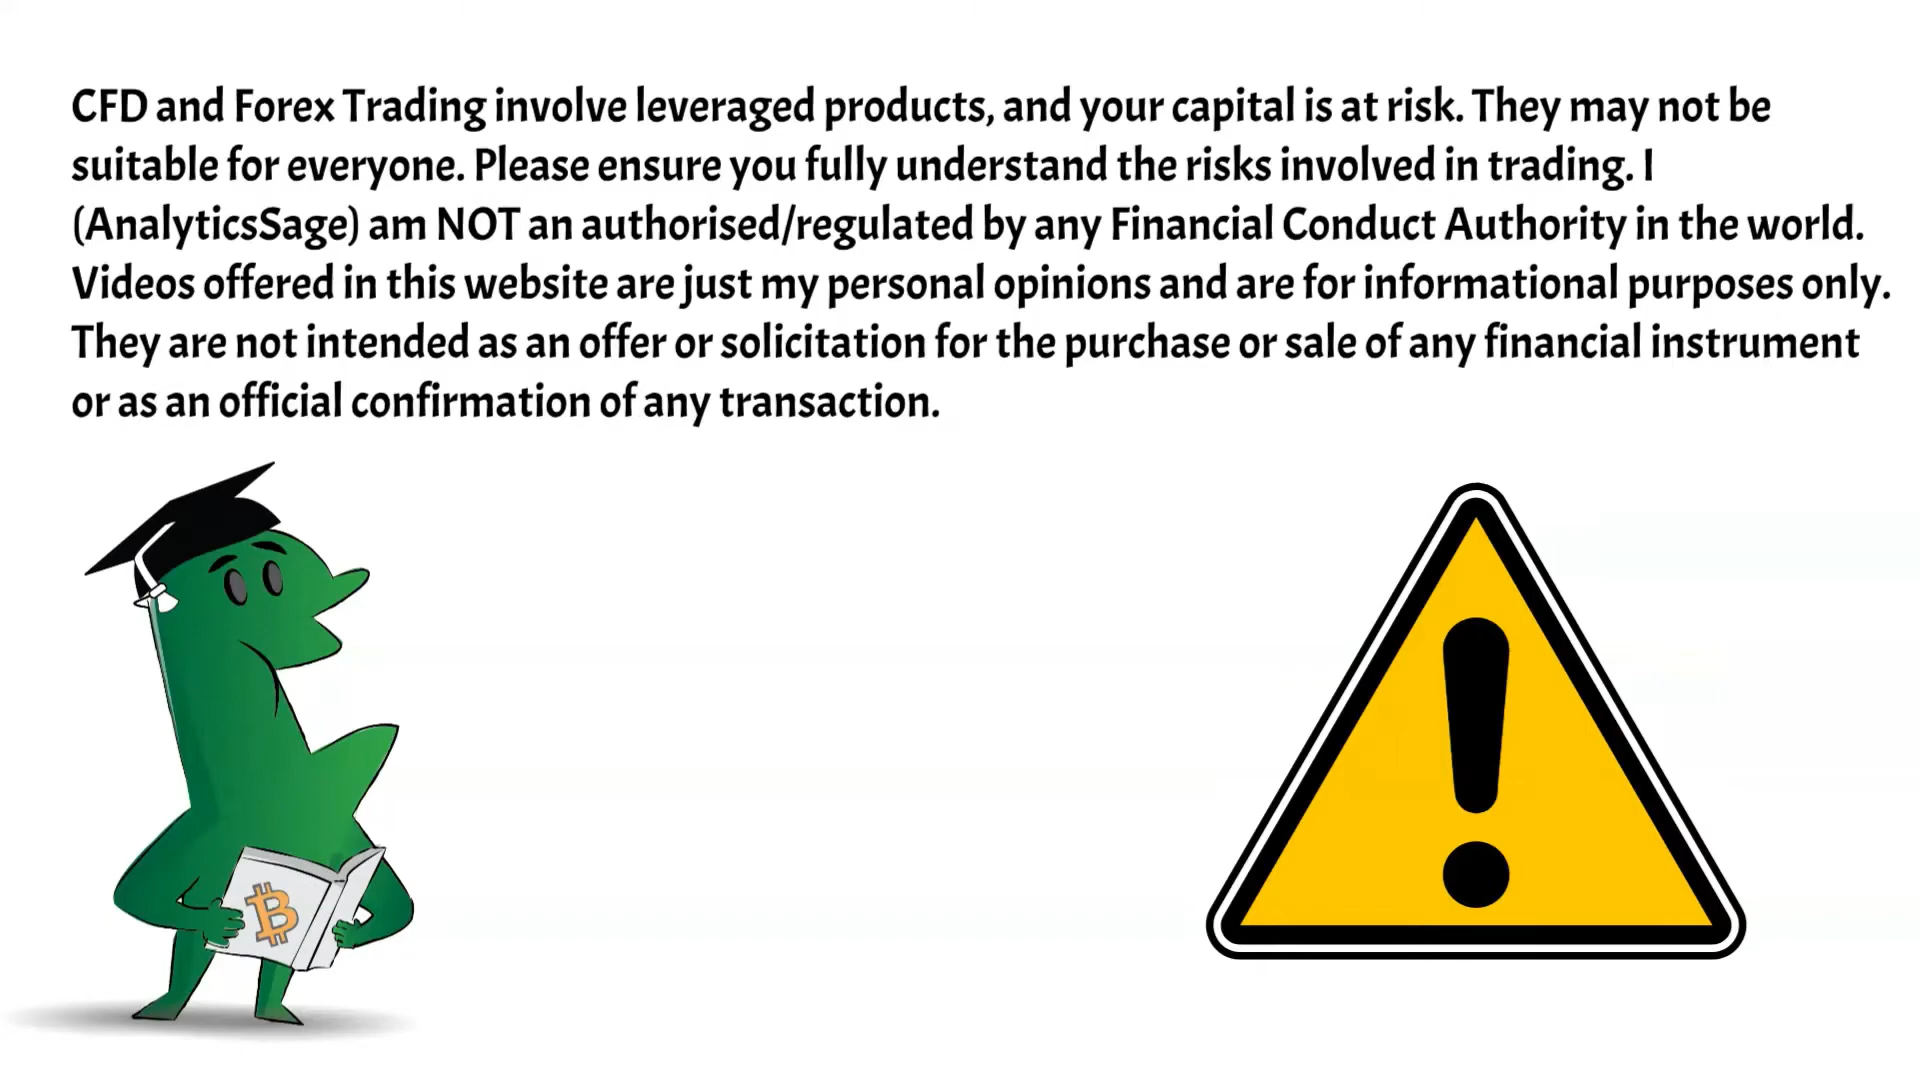 CFD and Forex Trading involve leveraged products, and your capital is at risk. They may not be
suitable for everyone. Please ensure you fully understand the risks involved in trading. I
(AnalyticsSage) am NOT an authorised/regulated by any Financial Conduct Authority in the world.
Videos offered in this website are just my personal opinions and are for informational purposes only.
They are not intended as an offer or solicitation for the purchase or sale of any financial instrument
or as an official confirmation of any transaction.